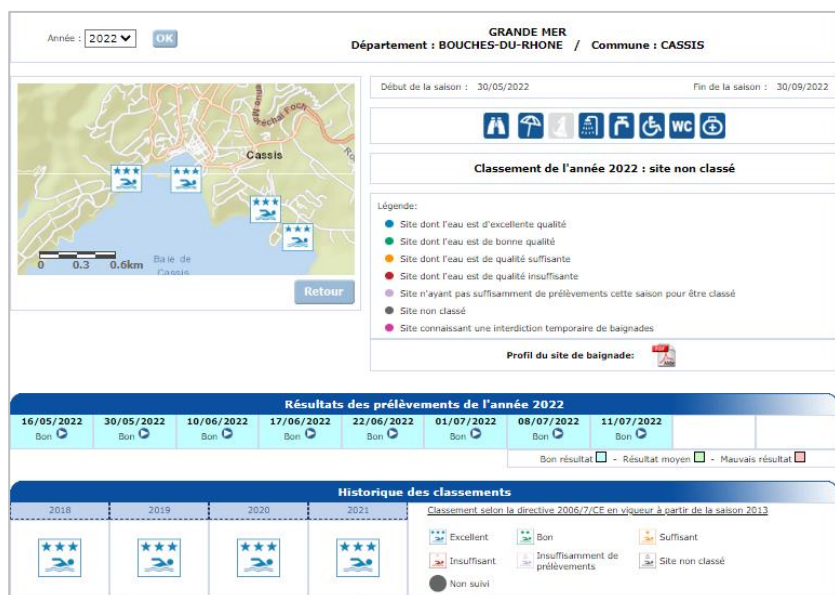 Année : 2022 OK
GRANDE MER
Département : BOUCHES-DU-RHONE / Commune : CASSIS
Maréchal Foch
Cassis
0 0.3 0.6km
Baie de
Cassis
Retour
Début de la saison : 30/05/2022 Fin de la saison : 30/09/2022
WC
Classement de l'année 2022 : site non classé
Légende:
Site dont l'eau est d'excellente qualité
Site dont l'eau est de bonne qualité
Site dont l'eau est de qualité suffisante
Site dont l'eau est de qualité insuffisante
Site n'ayant pas suffisamment de prélèvements cette saison pour être classé
Site non classé
Site connaissant une interdiction temporaire de baignades
Profil du site de baignade: PDF
Résultats des prélèvements de l'année 2022
16/05/2022 30/05/2022 10/06/2022 17/06/2022 22/06/2022 01/07/2022 08/07/2022 11/07/2022
Bon Bon Bon Bon Bon Bon Bon Bon
Bon résultat - Résultat moyen - Mauvais résultat
Historique des classements
2018 2019 2020 2021
Classement selon la directive 2006/7/CE en vigueur à partir de la saison 2013
Excellent Bon Suffisant
Insuffisant Insuffisamment de prélèvements Site non classé
Non suivi